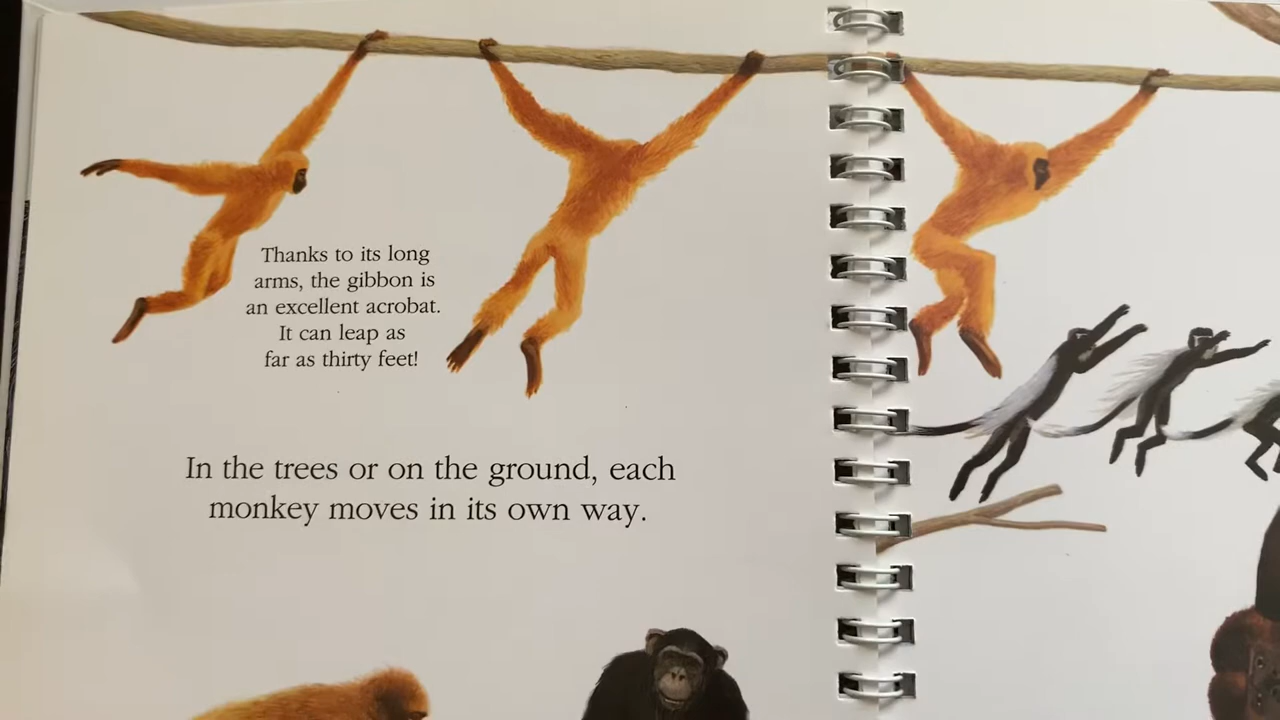 Thanks to its long
arms, the gibbon is
an excellent acrobat.
It can leap as
far as thirty feet!
In the trees or on the ground, each
monkey moves in its own way.